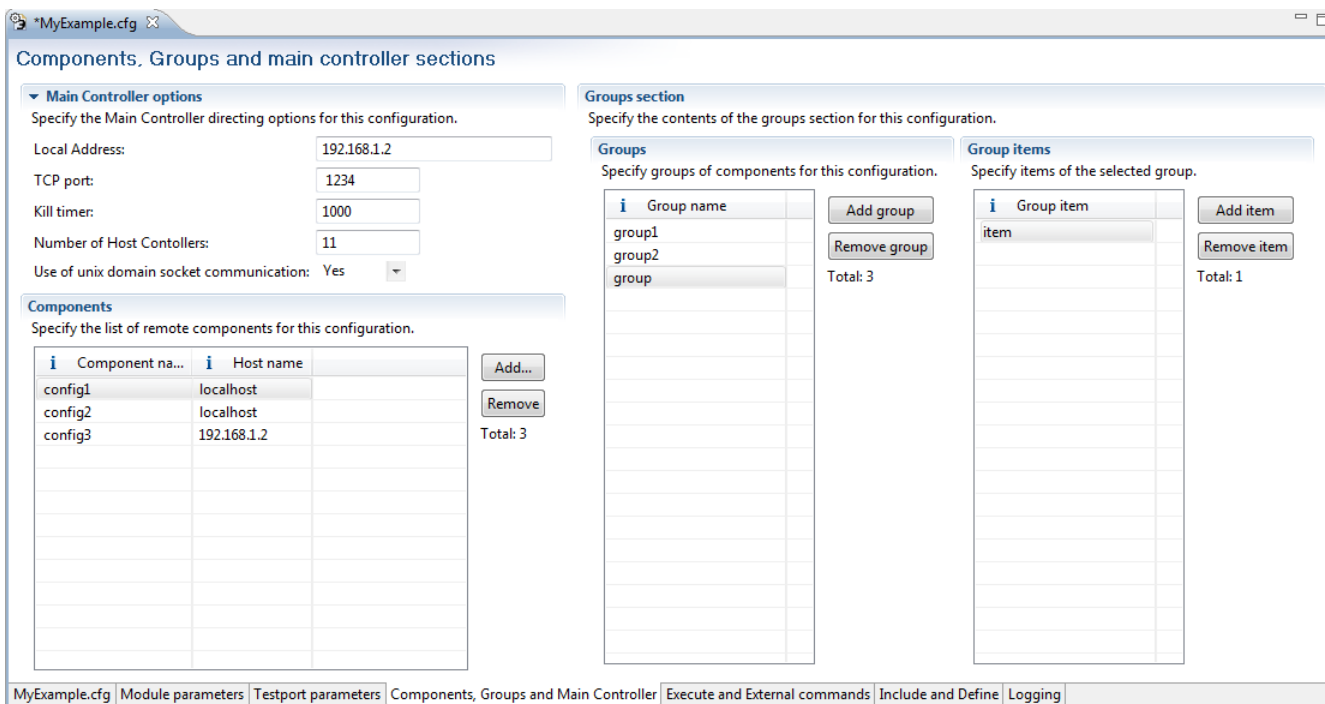 *MyExample.cfg
Components, Groups and main controller sections
Main Controller options
Specify the Main Controller directing options for this configuration.
Local Address: 192.168.1.2
TCP port: 1234
Kill timer: 1000
Number of Host Contollers: 11
Use of unix domain socket communication: Yes
Components
Specify the list of remote components for this configuration.
i Component na... i Host name
config1 localhost
config2 localhost
config3 192.168.1.2
Add...
Remove
Total: 3
Groups section
Specify the contents of the groups section for this configuration.
Groups
Specify groups of components for this configuration.
i Group name
group1
group2
group
Add group
Remove group
Total: 3
Group items
Specify items of the selected group.
i Group item
item
Add item
Remove item
Total: 1
MyExample.cfg Module parameters Testport parameters Components, Groups and Main Controller Execute and External commands Include and Define Logging